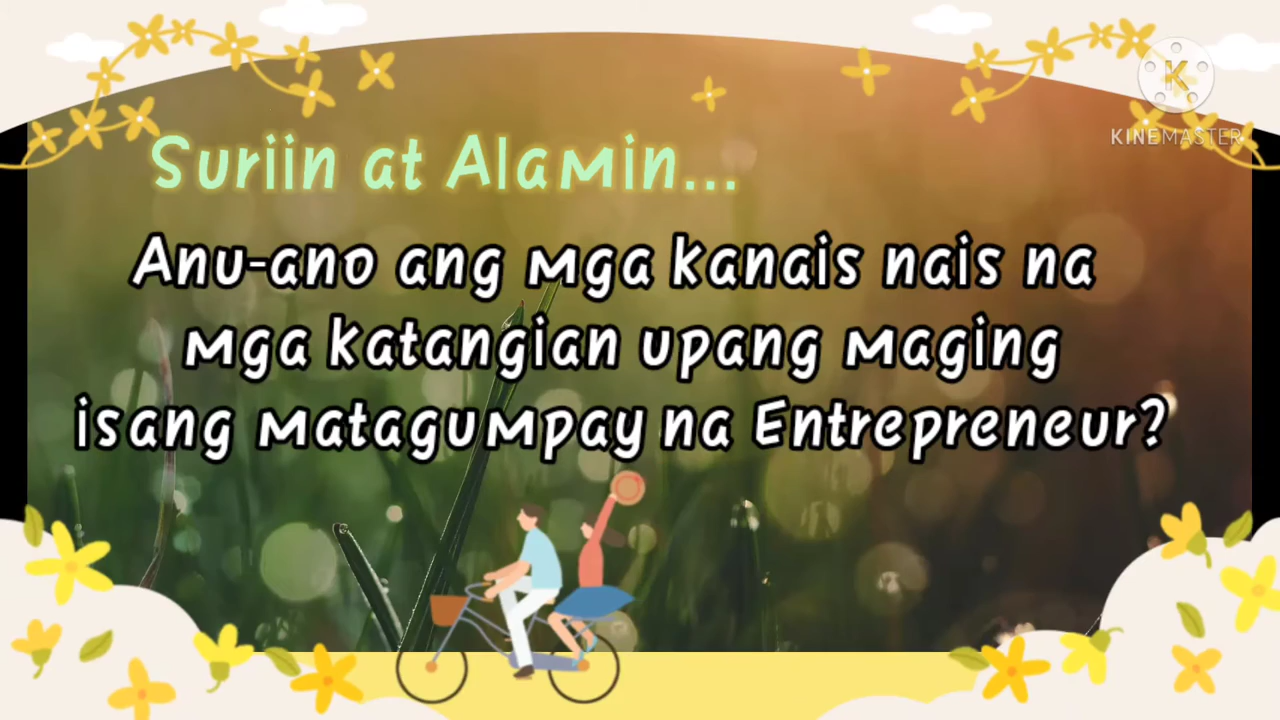 Suriin at Alamin...
Anu-ano ang mga kanais nais na
mga katangian upang maging
isang matagumpay na Entrepreneur?
K
KINEMASTER